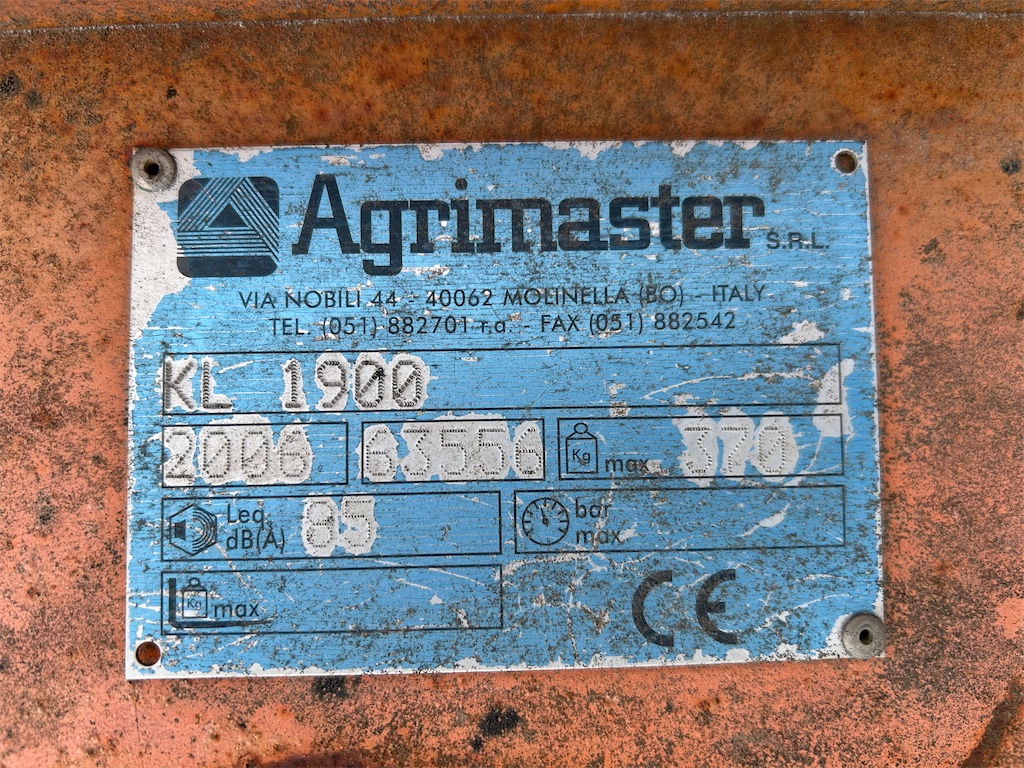 Agrimaster S.R.L.
VIA NOBILI 44 - 40062 MOLINELLA (BO) - ITALY
TEL. (051) 882701 r.a. - FAX (051) 882542
KL 1900
2006 63556 Kg max 370
Leq. dB(A) 85 bar max
Kg max CE